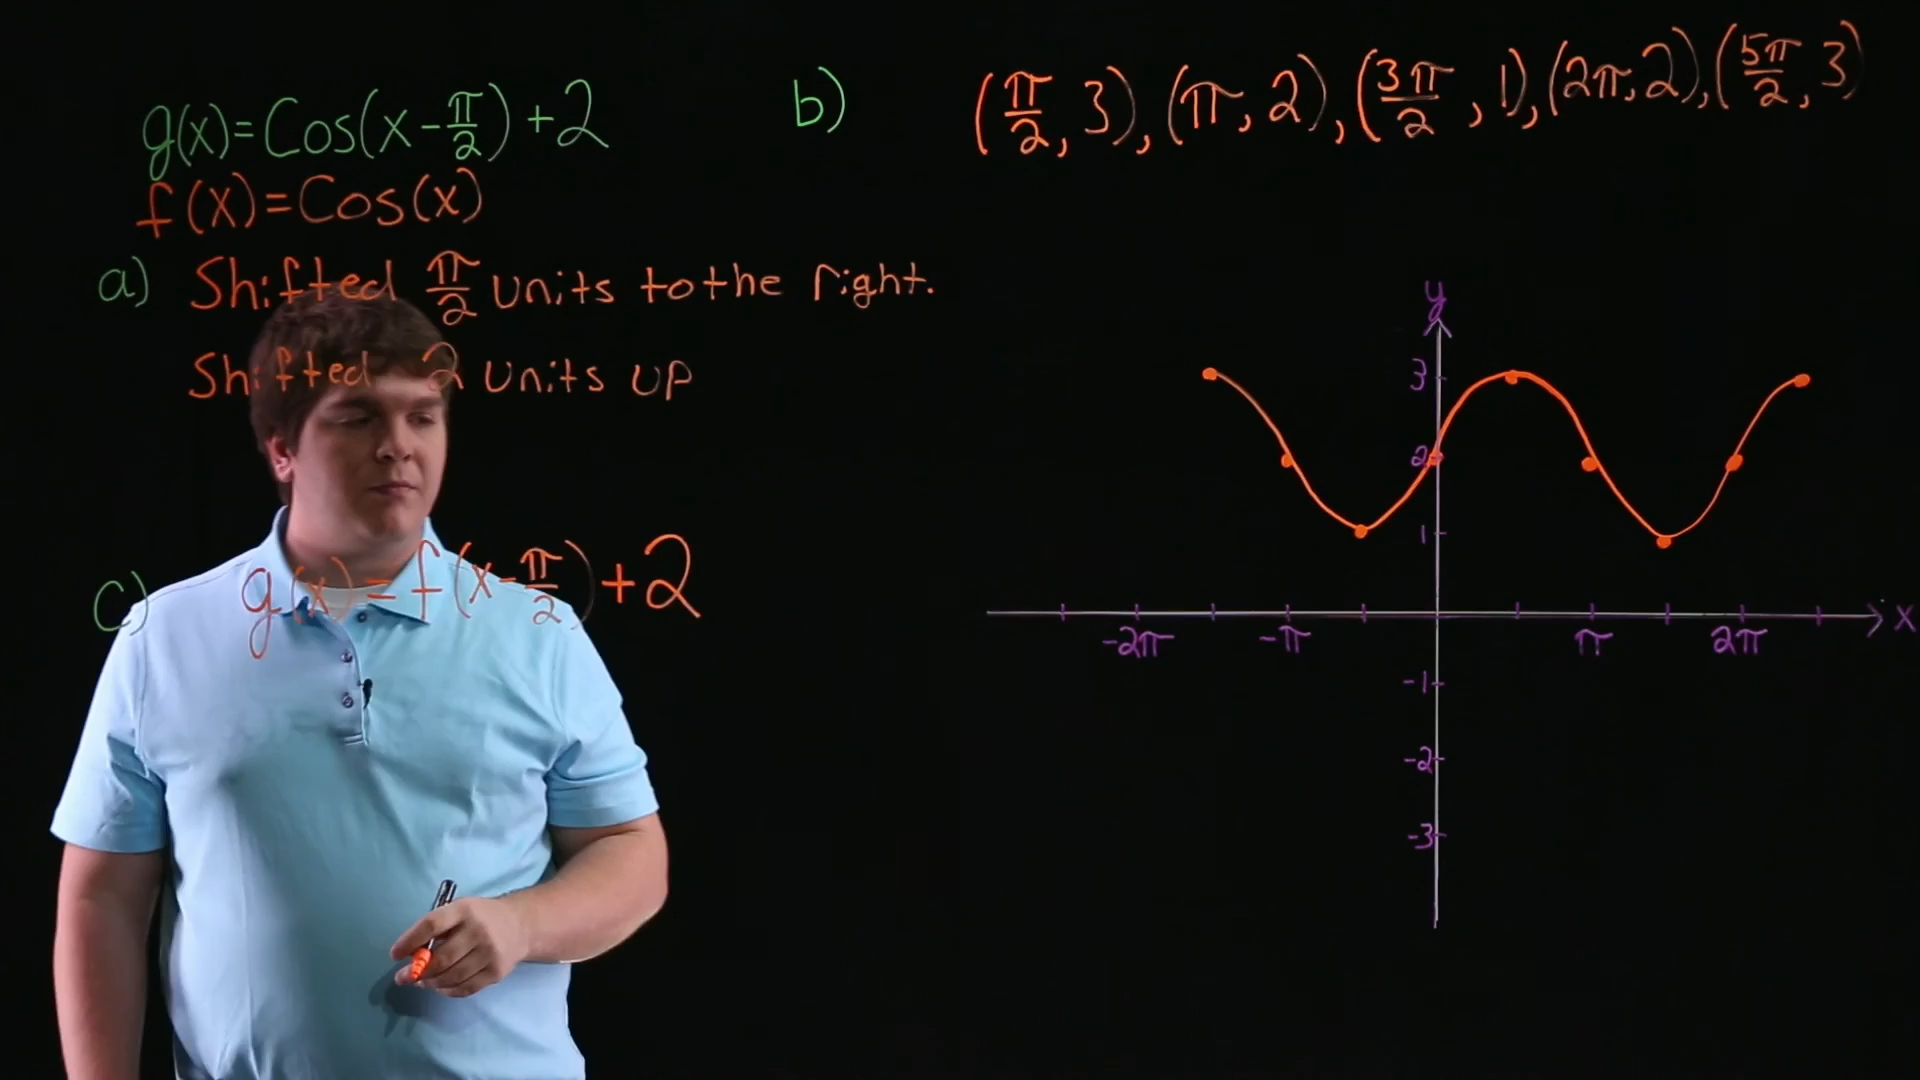 g(x)=Cos(x-π/2)+2
f(x)=Cos(x)
a) Shifted π/2 units to the right.
Shifted 2 units up
c) g(x)=f(x-π/2)+2
b) (π/2, 3), (π, 2), (3π/2, 1), (2π, 2), (5π/2, 3)
y
3
2
1
-2π -π π 2π x
-1
-2
-3